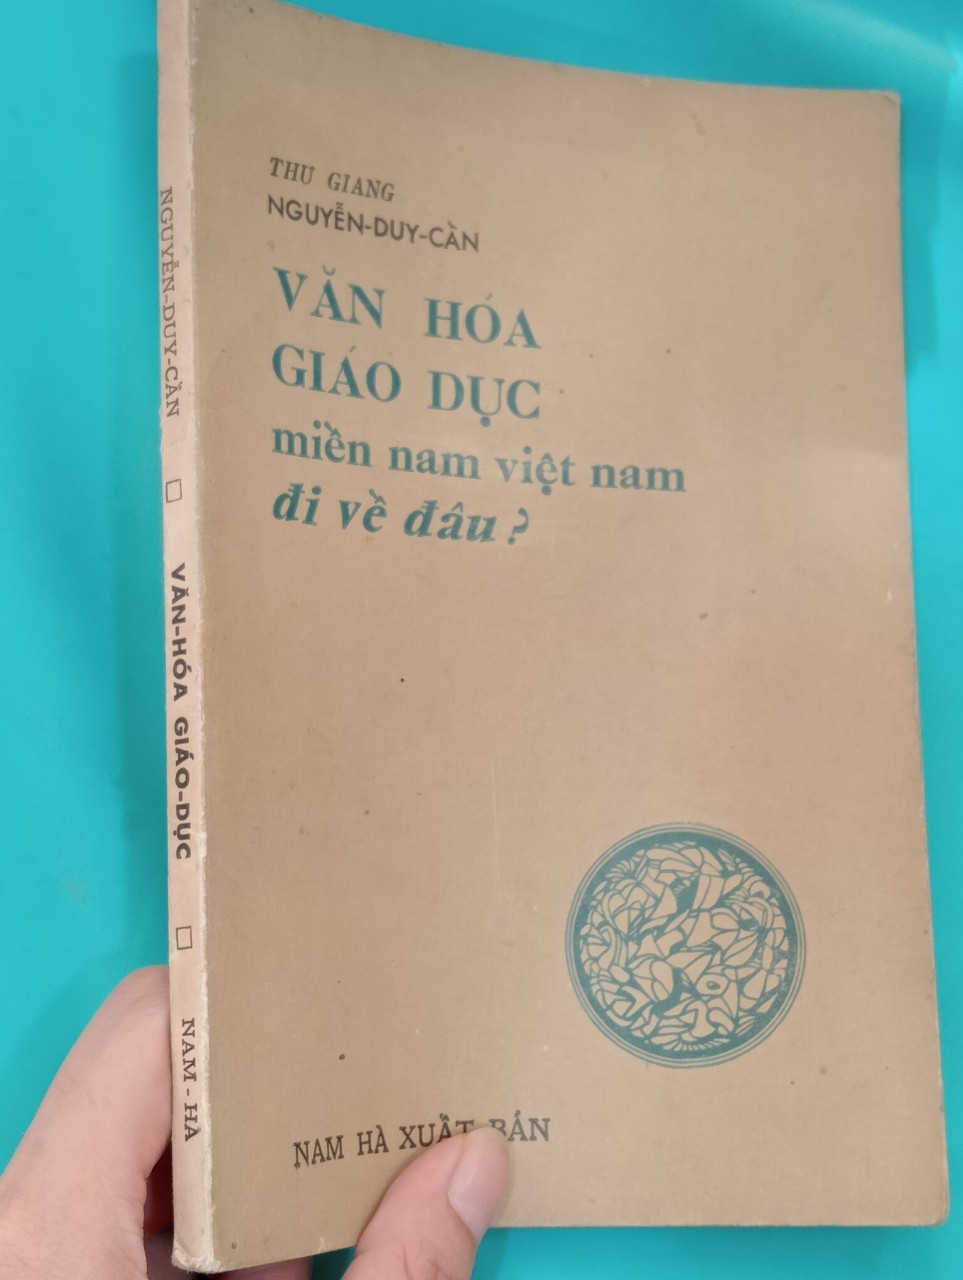 THU GIANG
NGUYỄN-DUY-CẦN
VĂN HÓA
GIÁO DỤC
miền nam việt nam
đi về đâu ?
NAM HÀ XUẤT BẢN
NGUYỄN-DUY-CẦN □ VĂN-HÓA GIÁO-DỤC □ NAM-HÀ